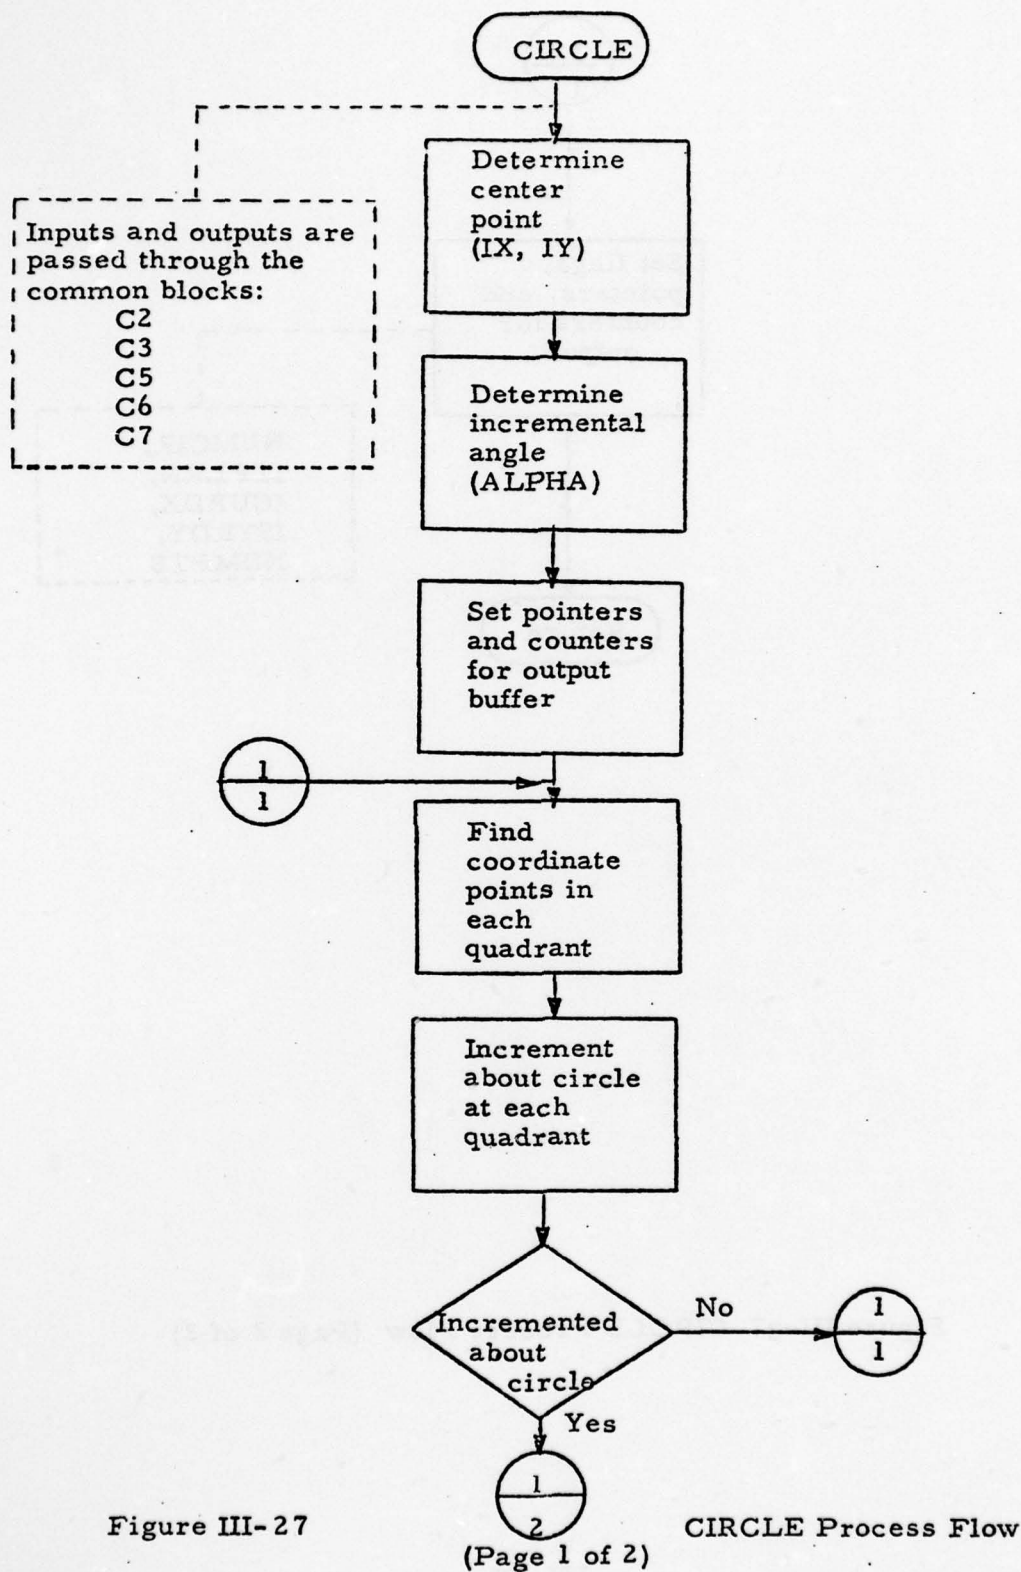 CIRCLE
Determine
center
point
(IX, IY)
Inputs and outputs are
passed through the
common blocks:
C2
C3
C5
C6
C7
Determine
incremental
angle
(ALPHA)
Set pointers
and counters
for output
buffer
1
1
Find
coordinate
points in
each
quadrant
Increment
about circle
at each
quadrant
Incremented
about
circle
No
1
1
Yes
1
2
Figure III-27
CIRCLE Process Flow
(Page 1 of 2)